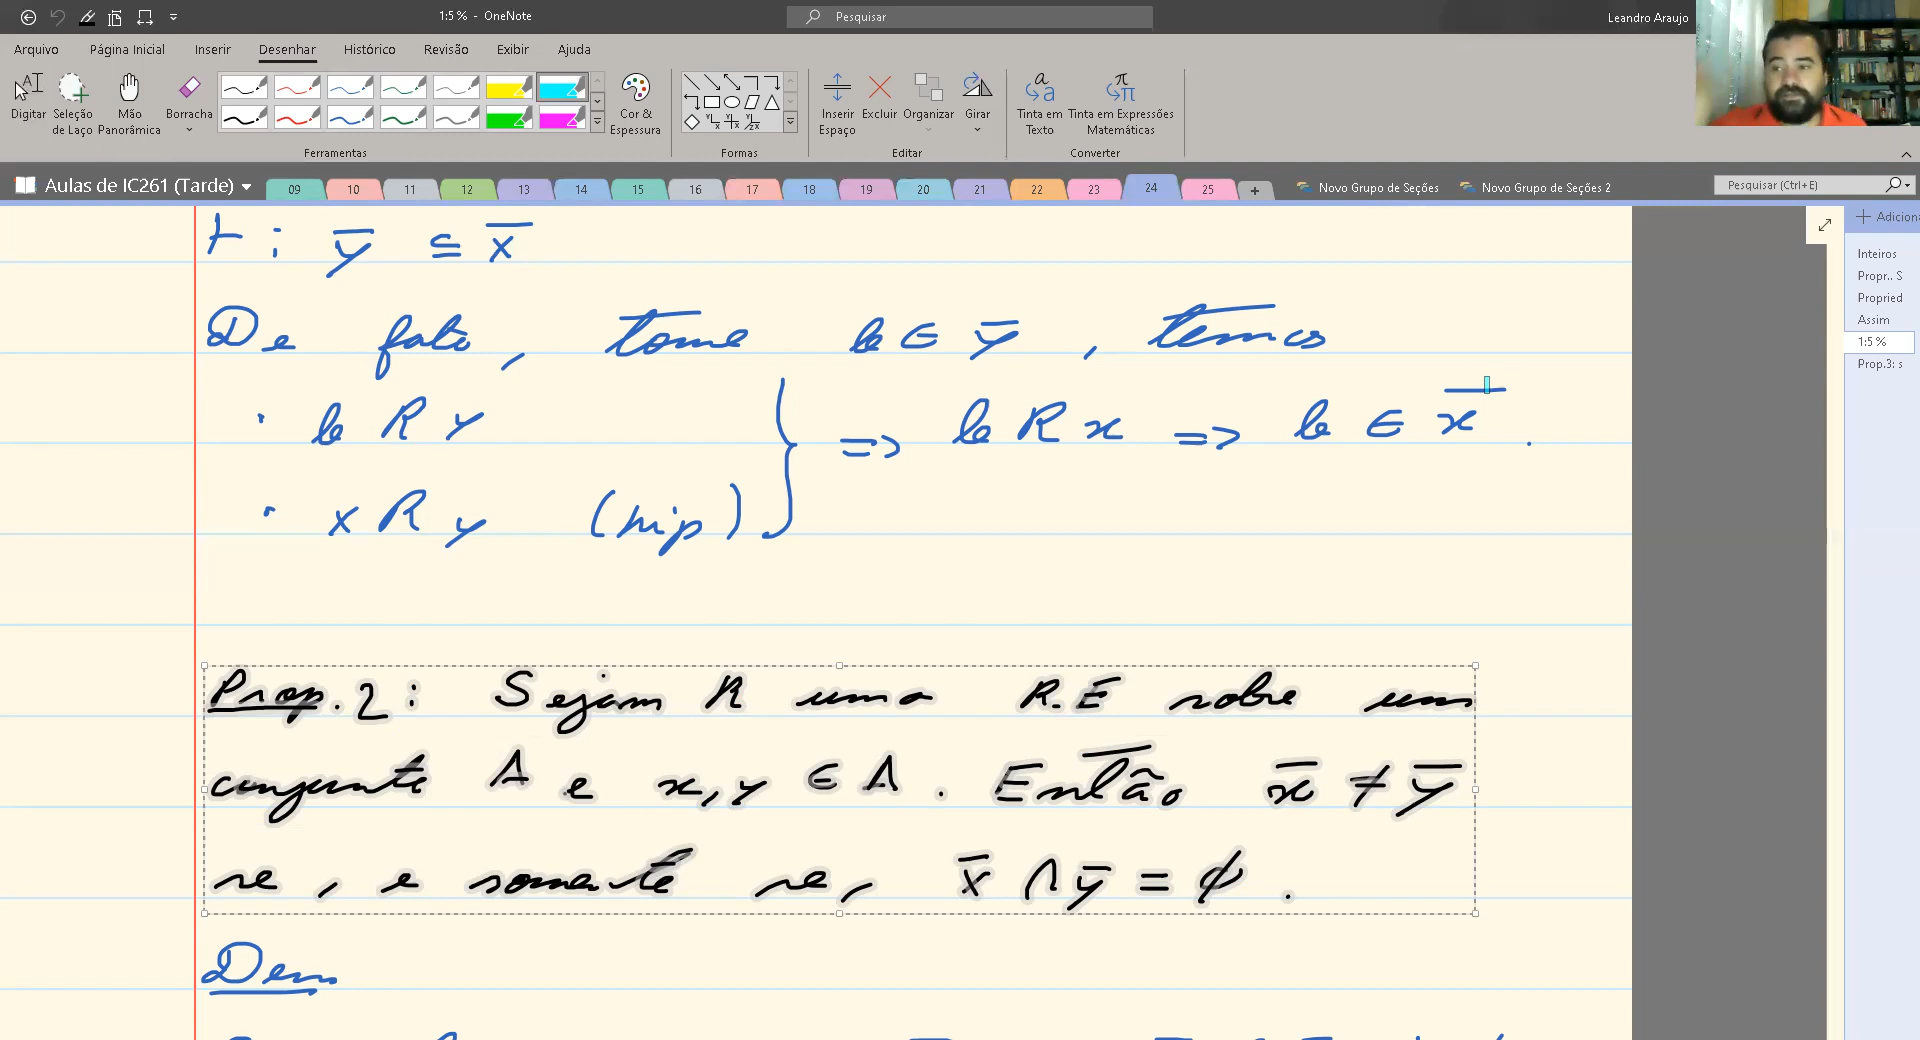 1:5 % - OneNote
Pesquisar
Leandro Araujo
Arquivo Página Inicial Inserir Desenhar Histórico Revisão Exibir Ajuda
Digitar
Seleção de Laço
Mão Panorâmica
Borracha
Cor & Espessura
Inserir Espaço
Excluir
Organizar
Girar
Tinta em Texto
Tinta em Expressões Matemáticas
Ferramentas Formas Editar Converter
Aulas de IC261 (Tarde) 09 10 11 12 13 14 15 16 17 18 19 20 21 22 23 24 25 + Novo Grupo de Seções Novo Grupo de Seções 2 Pesquisar (Ctrl+E)
Adiciona
Inteiros
Propr.. S
Propried
Assim
1:5 %
Prop.3: s
ȳ ⊆ x̄
De fato, tome b ∈ ȳ, temos
· b R y
⇒ b R x ⇒ b ∈ x̄.
· x R y (hip)
Prop. 2: Sejam R uma R.E sobre um
conjunto A e x, y ∈ A. Então x̄ ≠ ȳ
se, e somente se, x̄ ∩ ȳ = ∅.
Dem